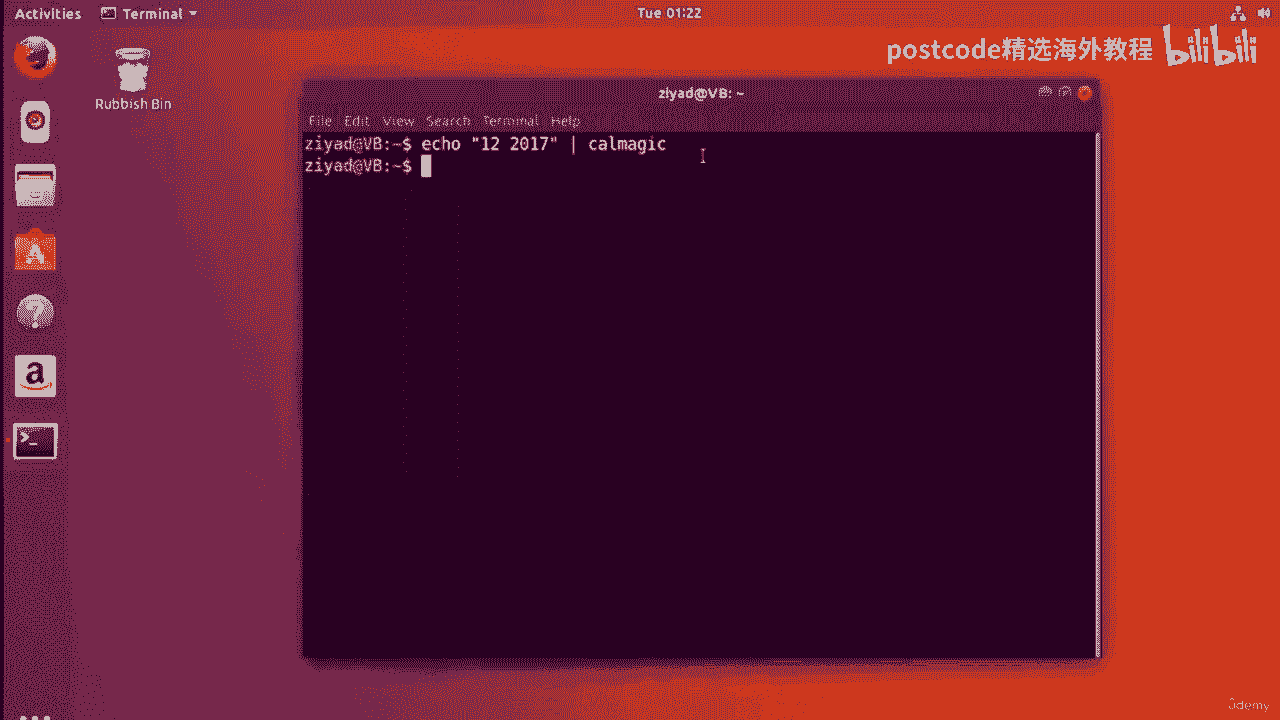 Activities Terminal Tue 01:22
postcode精选海外教程 bilibili
Rubbish Bin
ziyad@VB: ~
File Edit View Search Terminal Help
ziyad@VB:~$ echo "12 2017" | calmagic
ziyad@VB:~$
a
ûdemy